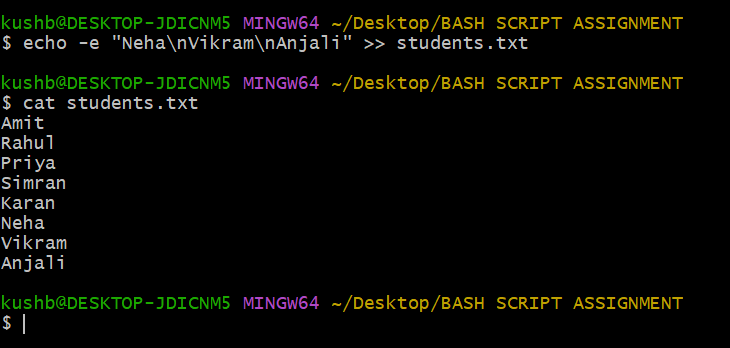 kushb@DESKTOP-JDICNM5 MINGW64 ~/Desktop/BASH SCRIPT ASSIGNMENT
$ echo -e "Neha\nVikram\nAnjali" >> students.txt
kushb@DESKTOP-JDICNM5 MINGW64 ~/Desktop/BASH SCRIPT ASSIGNMENT
$ cat students.txt
Amit
Rahul
Priya
Simran
Karan
Neha
Vikram
Anjali
kushb@DESKTOP-JDICNM5 MINGW64 ~/Desktop/BASH SCRIPT ASSIGNMENT
$